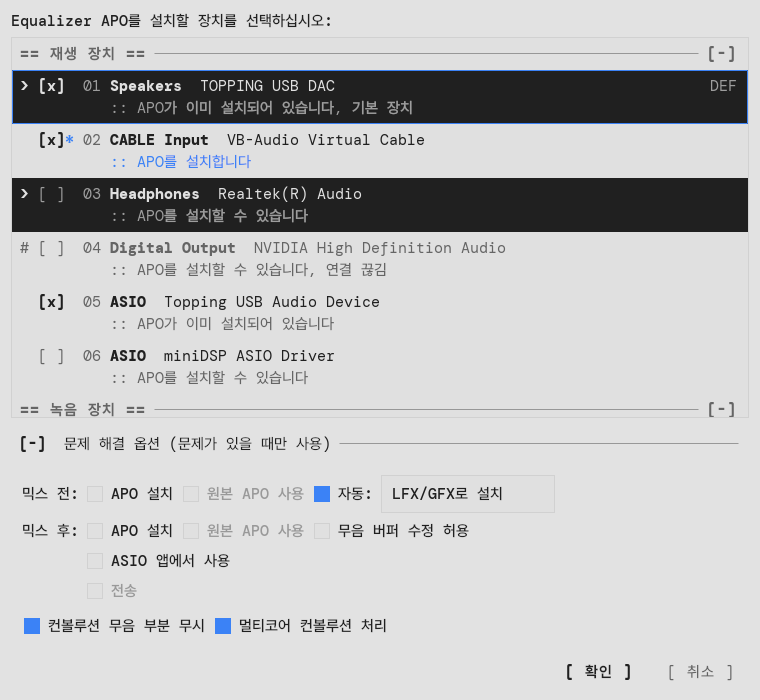 Equalizer APO를 설치할 장치를 선택하십시오:
== 재생 장치 == [-]
❯ [x] 01 Speakers TOPPING USB DAC DEF
:: APO가 이미 설치되어 있습니다, 기본 장치
[x]* 02 CABLE Input VB-Audio Virtual Cable
:: APO를 설치합니다
❯ [ ] 03 Headphones Realtek(R) Audio
:: APO를 설치할 수 있습니다
# [ ] 04 Digital Output NVIDIA High Definition Audio
:: APO를 설치할 수 있습니다, 연결 끊김
[x] 05 ASIO Topping USB Audio Device
:: APO가 이미 설치되어 있습니다
[ ] 06 ASIO miniDSP ASIO Driver
:: APO를 설치할 수 있습니다
== 녹음 장치 == [-]
[-] 문제 해결 옵션 (문제가 있을 때만 사용)
믹스 전: APO 설치 원본 APO 사용 자동: LFX/GFX로 설치
믹스 후: APO 설치 원본 APO 사용 무음 버퍼 수정 허용
ASIO 앱에서 사용
전송
컨볼루션 무음 부분 무시 멀티코어 컨볼루션 처리
[ 확인 ] [ 취소 ]